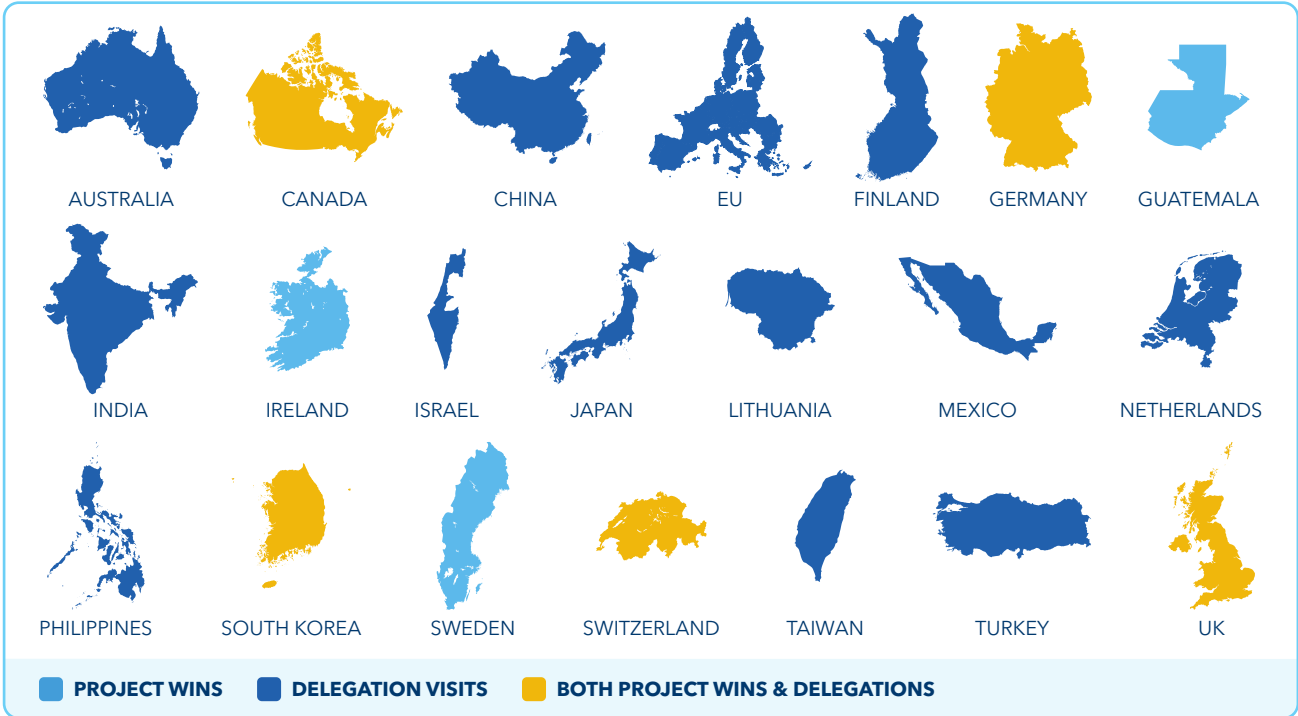 AUSTRALIA CANADA CHINA EU FINLAND GERMANY GUATEMALA
INDIA IRELAND ISRAEL JAPAN LITHUANIA MEXICO NETHERLANDS
PHILIPPINES SOUTH KOREA SWEDEN SWITZERLAND TAIWAN TURKEY UK
PROJECT WINS DELEGATION VISITS BOTH PROJECT WINS & DELEGATIONS